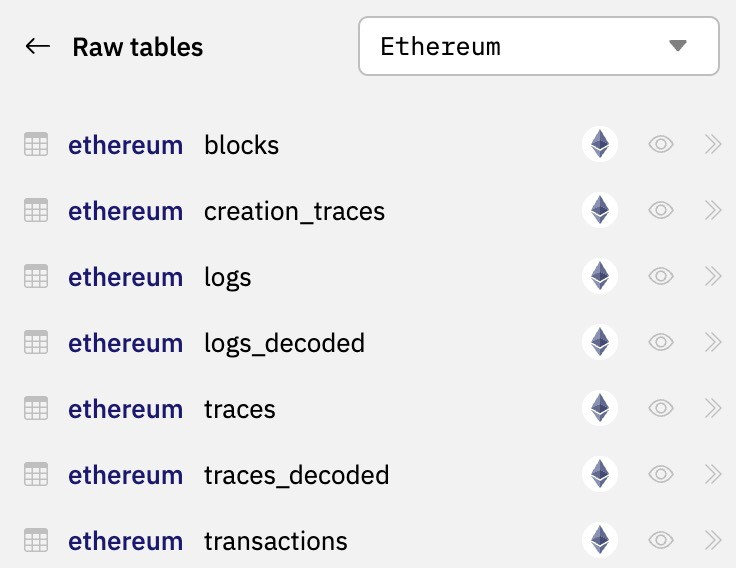 Raw tables Ethereum
ethereum blocks
ethereum creation_traces
ethereum logs
ethereum logs_decoded
ethereum traces
ethereum traces_decoded
ethereum transactions